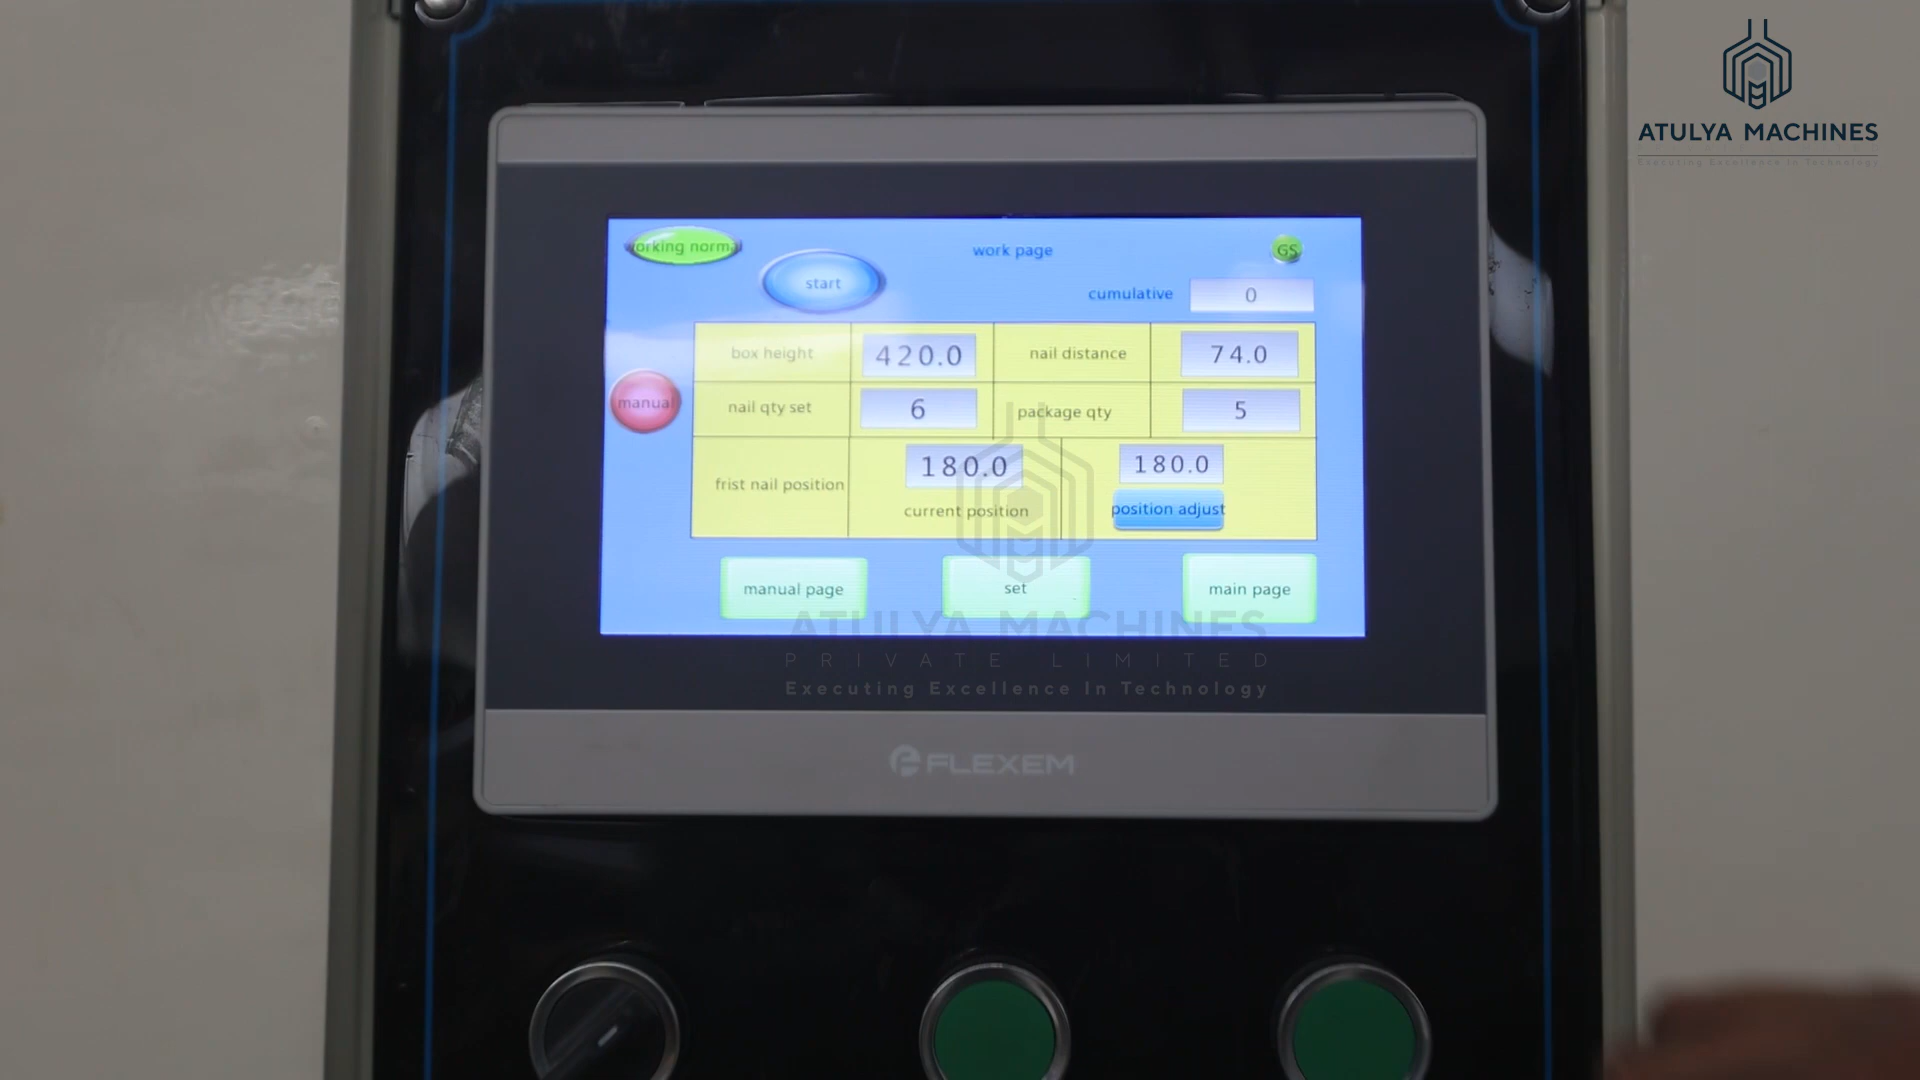 ATULYA MACHINES
Executing Excellence In Technology
working normal
start
work page
GS
cumulative
0
box height
420.0
nail distance
74.0
manual
nail qty set
6
package qty
5
frist nail position
180.0
current position
180.0
position adjust
manual page
set
main page
ATULYA MACHINES
PRIVATE LIMITED
Executing Excellence In Technology
FLEXEM